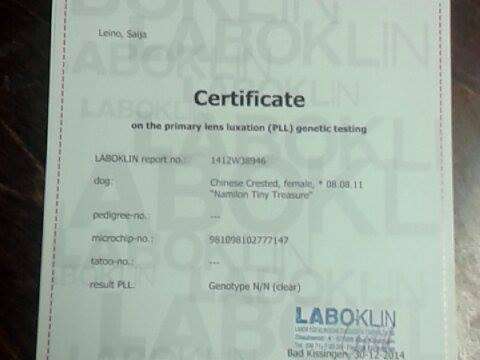 Leino, Saija
LABOKLIN
Certificate
on the primary lens luxation (PLL) genetic testing
LABOKLIN report no.: 1412W38946
dog: Chinese Crested, female, * 08.08.11
"Namilon Tiny Treasure"
pedigree-no.: ---
microchip-no.: 981098102777147
tatoo-no.: ---
result PLL: Genotype N/N (clear)
LABOKLIN
Bad Kissingen, 30.12.2014